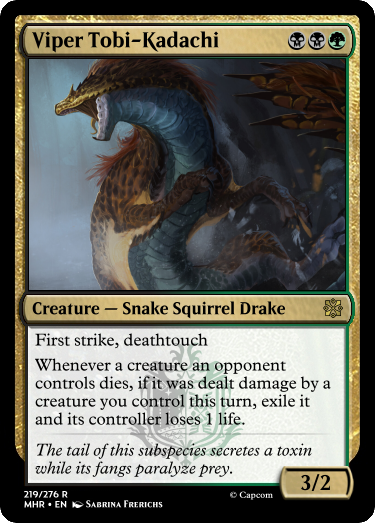 Viper Tobi-Kadachi
Creature — Snake Squirrel Drake
First strike, deathtouch
Whenever a creature an opponent
controls dies, if it was dealt damage by a
creature you control this turn, exile it
and its controller loses 1 life.
The tail of this subspecies secretes a toxin
while its fangs paralyze prey.
3/2
219/276 R
MHR • EN Sabrina Frerichs
© Capcom